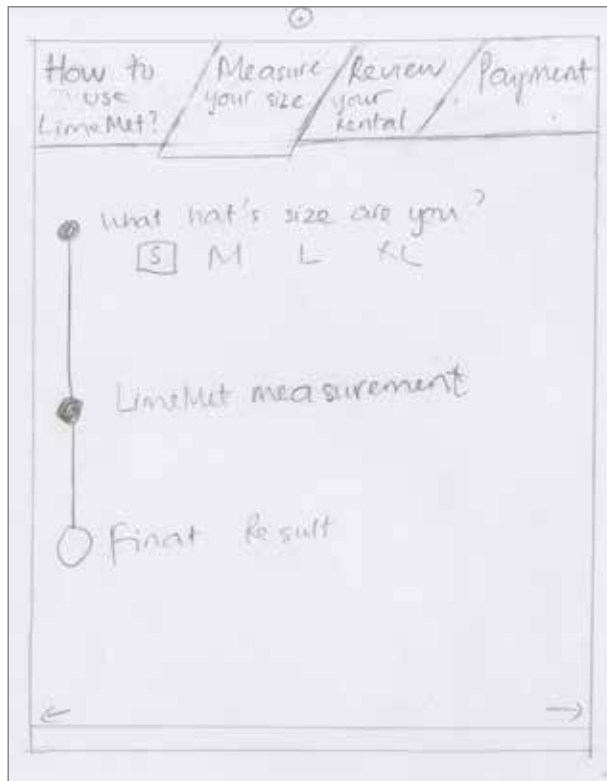 How to
use
LimeMet?
Measure
your size
Review
your
Rental
Payment
What hat's size are you?
S M L XL
LimeMet measurement
Final Result